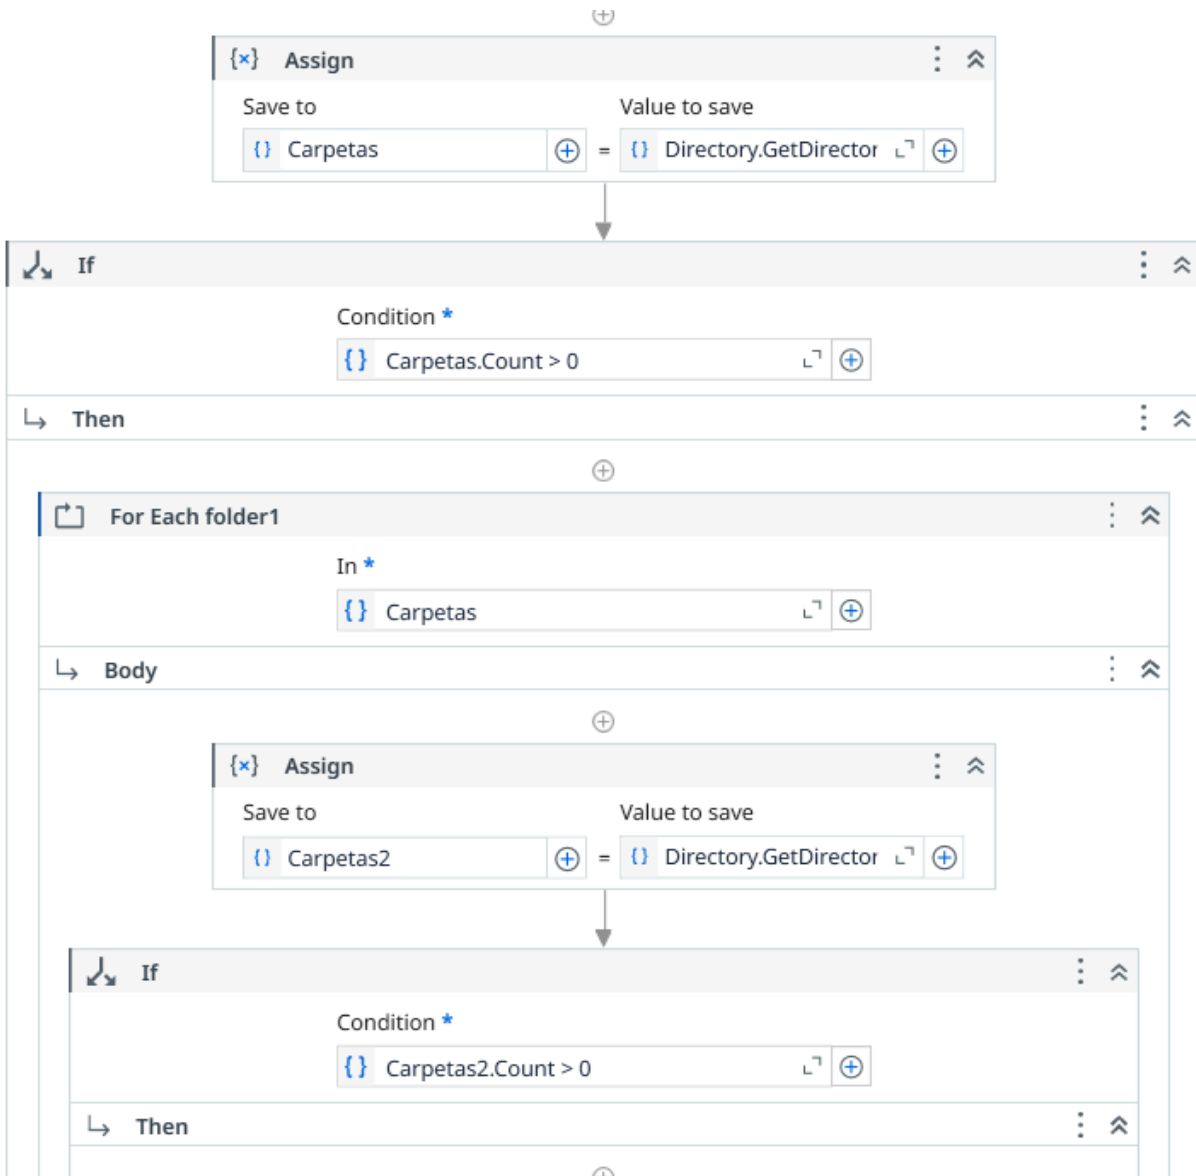 Assign
Save to Value to save
Carpetas = Directory.GetDirector
If
Condition *
Carpetas.Count > 0
Then
For Each folder1
In *
Carpetas
Body
Assign
Save to Value to save
Carpetas2 = Directory.GetDirector
If
Condition *
Carpetas2.Count > 0
Then